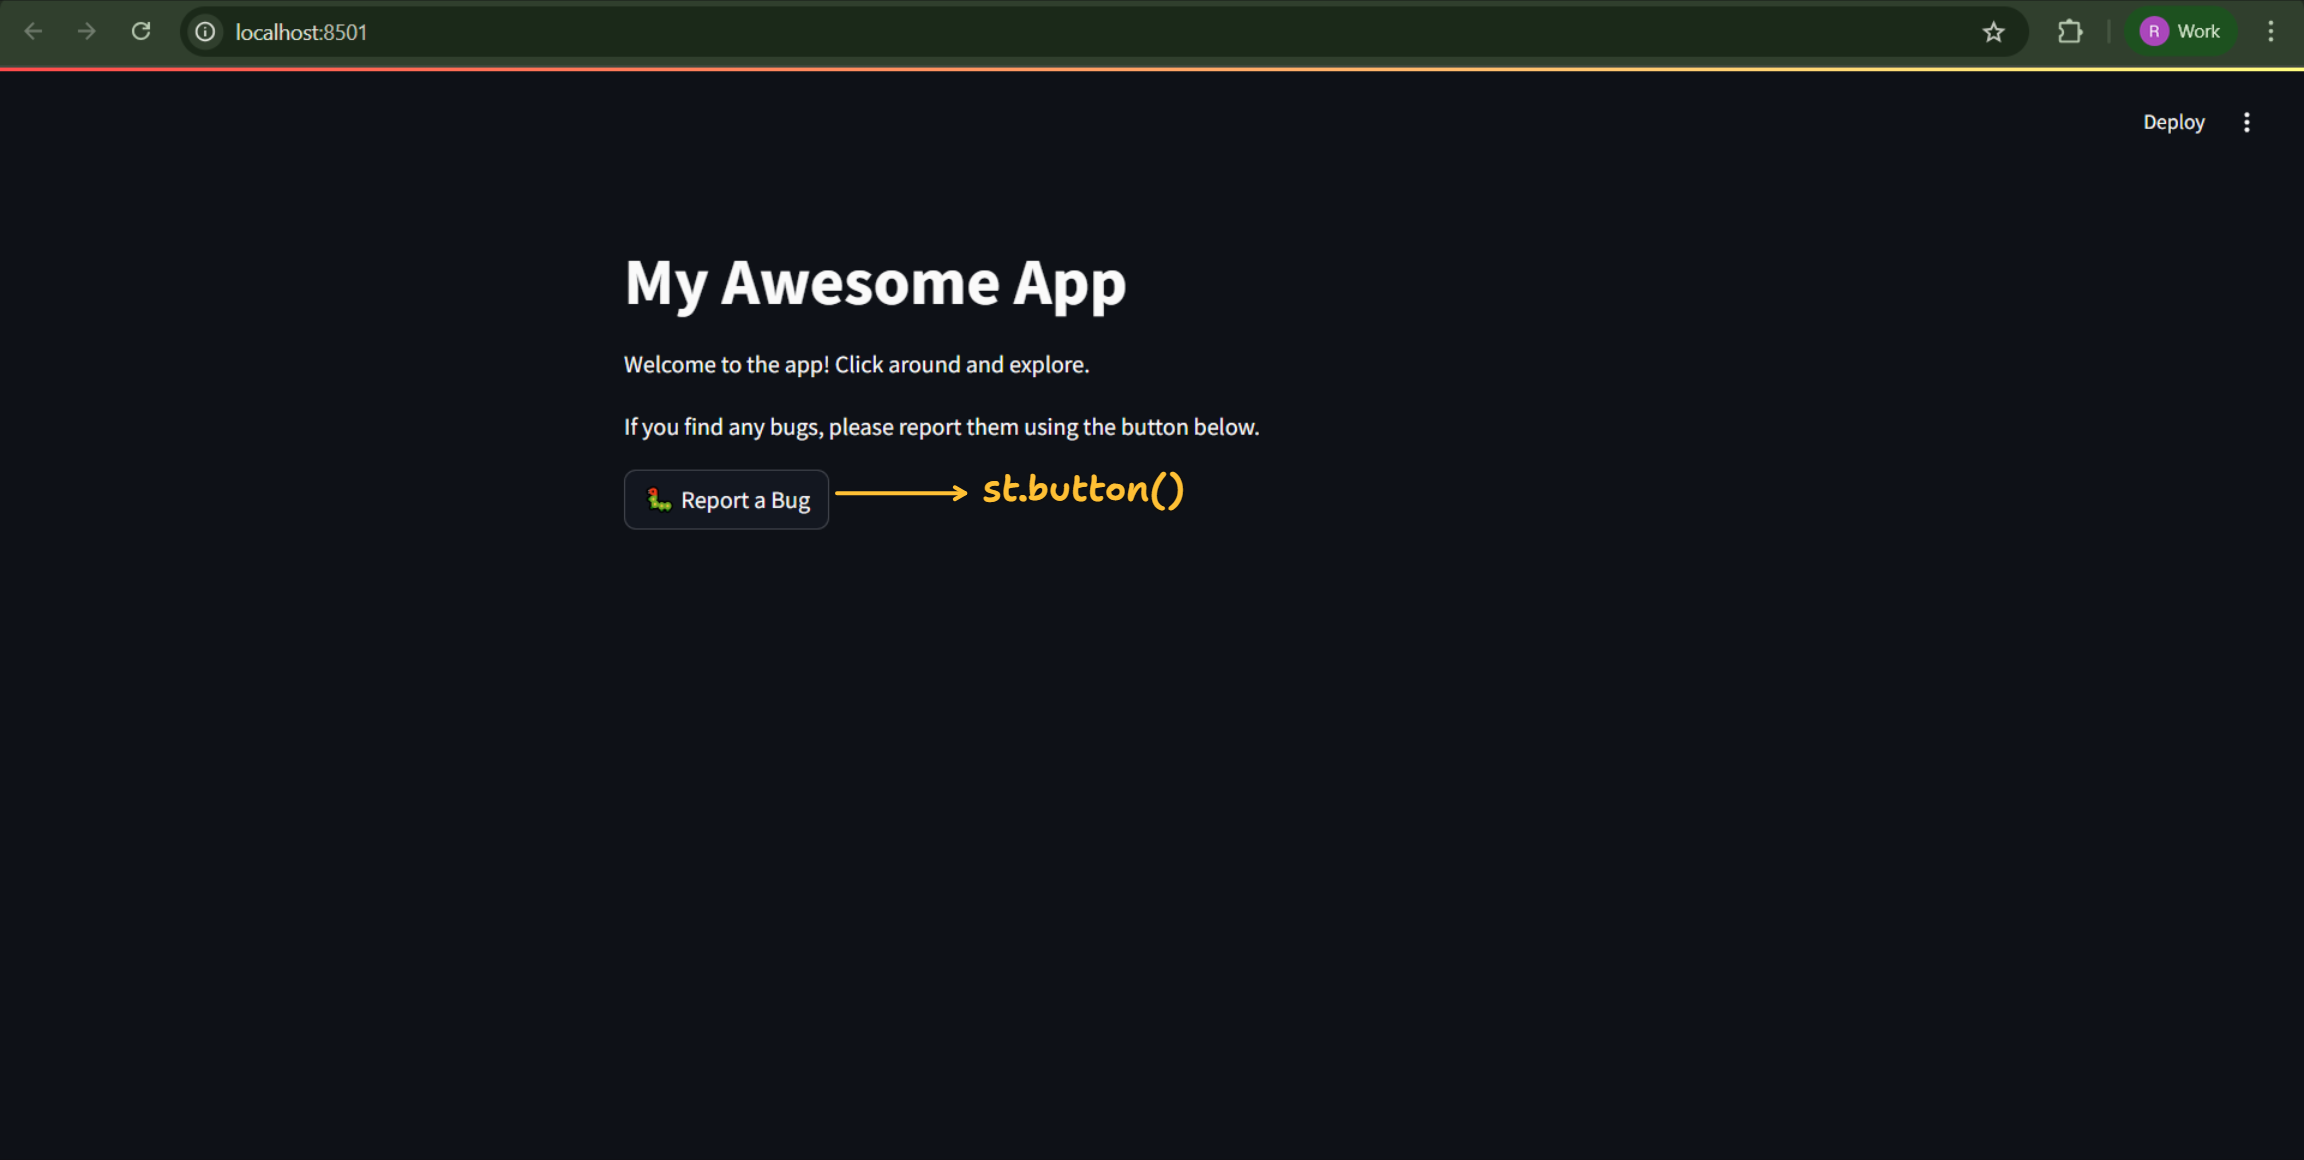 localhost:8501
R Work
Deploy
My Awesome App
Welcome to the app! Click around and explore.
If you find any bugs, please report them using the button below.
🐛 Report a Bug
st.button()